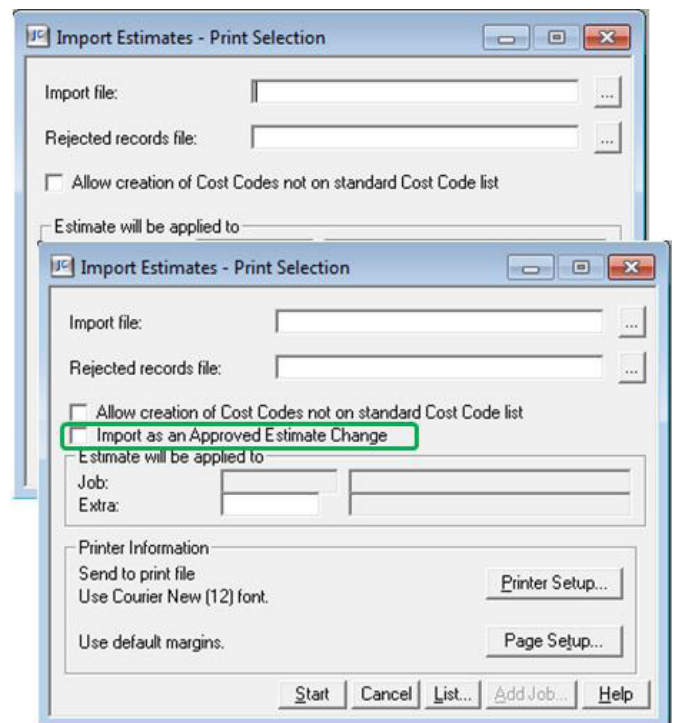 JC Import Estimates - Print Selection
Import file:
...
Rejected records file:
...
Allow creation of Cost Codes not on standard Cost Code list
Estimate will be applied to
JC Import Estimates - Print Selection
Import file:
...
Rejected records file:
...
Allow creation of Cost Codes not on standard Cost Code list
Import as an Approved Estimate Change
Estimate will be applied to
Job:
Extra:
Printer Information
Send to print file
Use Courier New (12) font.
Printer Setup...
Use default margins.
Page Setup...
Start Cancel List... Add Job... Help